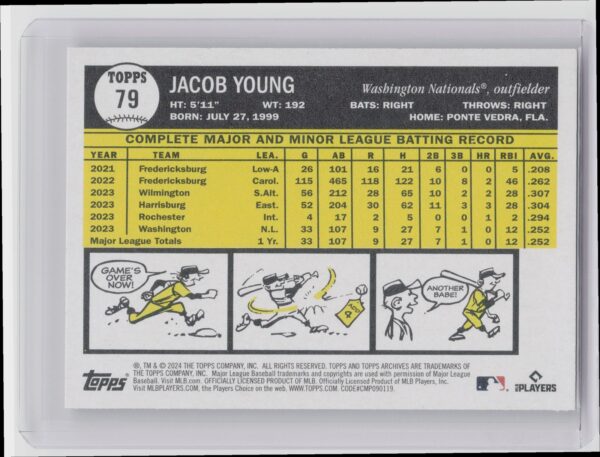 TOPPS
79
JACOB YOUNG
Washington Nationals®, outfielder
HT: 5'11" WT: 192 BATS: RIGHT THROWS: RIGHT
BORN: JULY 27, 1999 HOME: PONTE VEDRA, FLA.
COMPLETE MAJOR AND MINOR LEAGUE BATTING RECORD
YEAR TEAM LEA. G AB R H 2B 3B HR RBI AVG.
2021 Fredericksburg Low-A 26 101 16 21 6 0 0 5 .208
2022 Fredericksburg Carol. 115 465 118 122 10 8 2 46 .262
2023 Wilmington S.Atl. 56 212 28 65 10 2 2 28 .307
2023 Harrisburg East. 52 204 30 62 11 3 3 28 .304
2023 Rochester Int. 4 17 2 5 0 0 1 2 .294
2023 Washington N.L. 33 107 9 27 7 1 0 12 .252
Major League Totals 1 Yr. 33 107 9 27 7 1 0 12 .252
GAME'S
OVER
NOW!
ANOTHER
BABE!
®, TM & © 2024 THE TOPPS COMPANY, INC. ALL RIGHTS RESERVED. TOPPS AND TOPPS ARCHIVES ARE TRADEMARKS OF
THE TOPPS COMPANY, INC. Major League Baseball trademarks and copyrights are used with permission of Major League
Baseball. Visit MLB.com. OFFICIALLY LICENSED PRODUCT OF MLB. Officially Licensed Product of MLB Players, Inc.
Visit MLBPLAYERS.com, the Players Choice on the web. WWW.TOPPS.COM. CODE#CMP090119.
topps
MLB PLAYERS